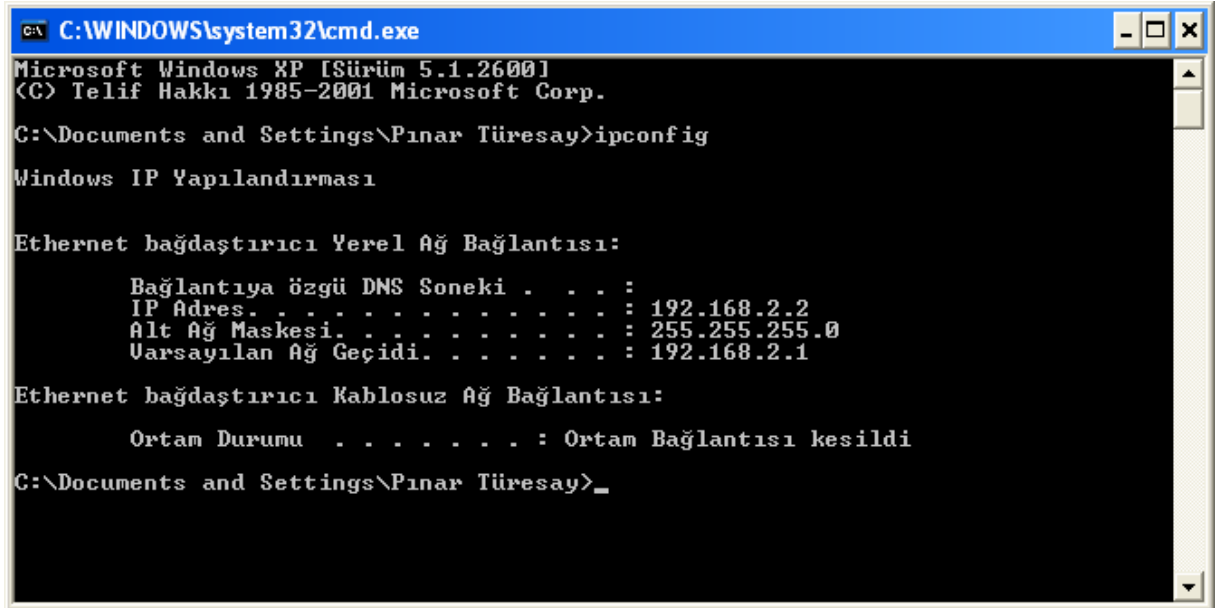 C:\WINDOWS\system32\cmd.exe
Microsoft Windows XP [Sürüm 5.1.2600]
(C) Telif Hakkı 1985-2001 Microsoft Corp.
C:\Documents and Settings\Pınar Türesay>ipconfig
Windows IP Yapılandırması
Ethernet bağdaştırıcı Yerel Ağ Bağlantısı:
Bağlantıya özgü DNS Soneki . . . :
IP Adres. . . . . . . . . . . . . : 192.168.2.2
Alt Ağ Maskesi. . . . . . . . . . : 255.255.255.0
Varsayılan Ağ Geçidi. . . . . . . : 192.168.2.1
Ethernet bağdaştırıcı Kablosuz Ağ Bağlantısı:
Ortam Durumu . . . . . . . : Ortam Bağlantısı kesildi
C:\Documents and Settings\Pınar Türesay>_